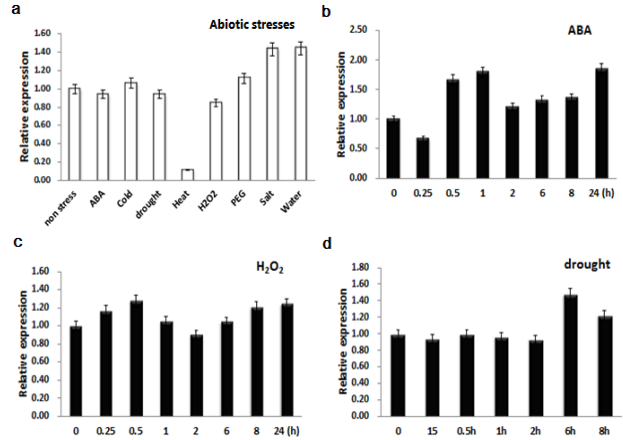 a
Abiotic stresses
Relative expression
1.60
1.40
1.20
1.00
0.80
0.60
0.40
0.20
0.00
non stress
ABA
Cold
drought
Heat
H2O2
PEG
Salt
Water
b
ABA
Relative expression
2.50
2.00
1.50
1.00
0.50
0.00
0 0.25 0.5 1 2 6 8 24 (h)
c
H₂O₂
Relative expression
1.60
1.40
1.20
1.00
0.80
0.60
0.40
0.20
0.00
0 0.25 0.5 1 2 6 8 24 (h)
d
drought
Relative expression
1.80
1.60
1.40
1.20
1.00
0.80
0.60
0.40
0.20
0.00
0 15 0.5h 1h 2h 6h 8h